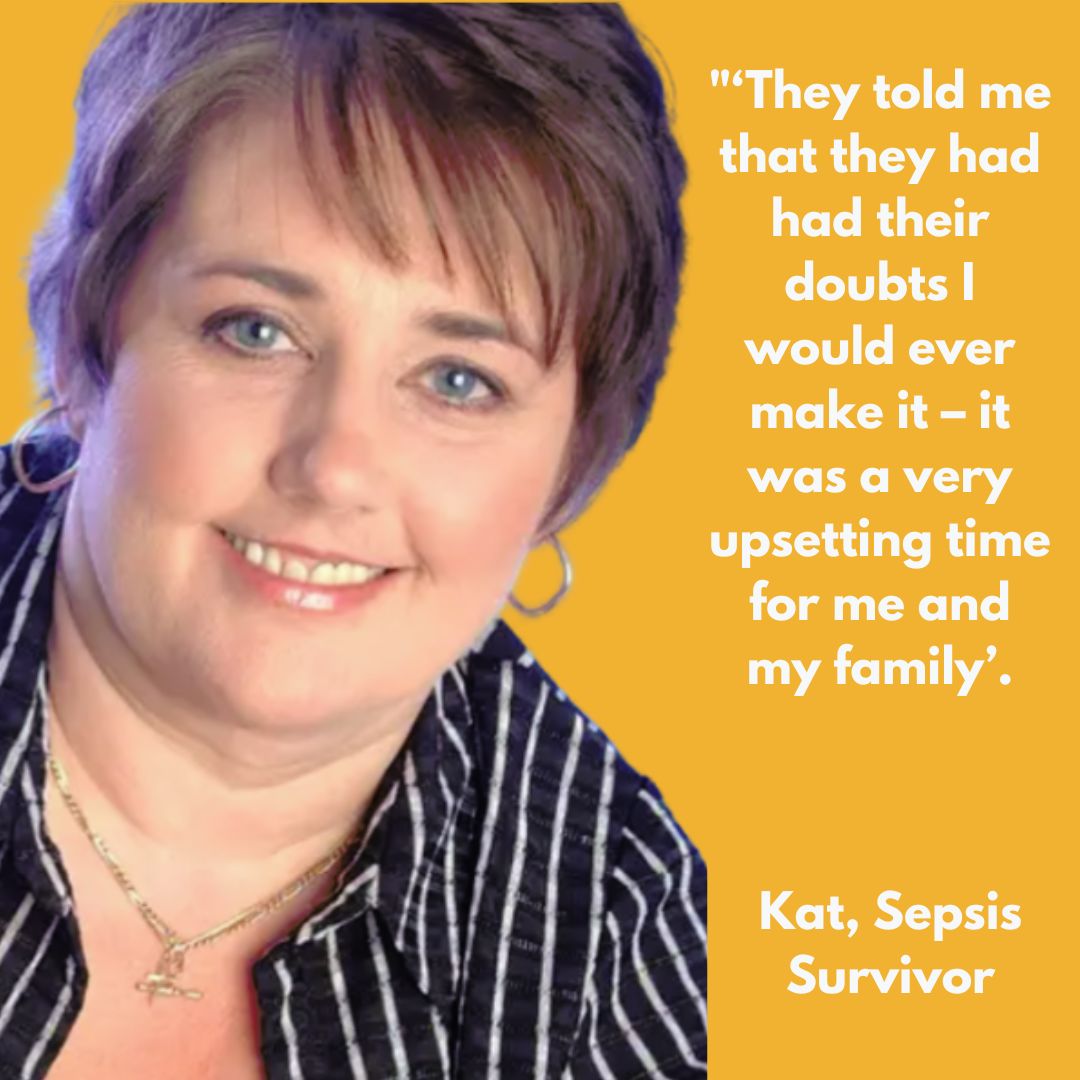 "‘They told me
that they had
had their
doubts I
would ever
make it – it
was a very
upsetting time
for me and
my family’.
Kat, Sepsis
Survivor